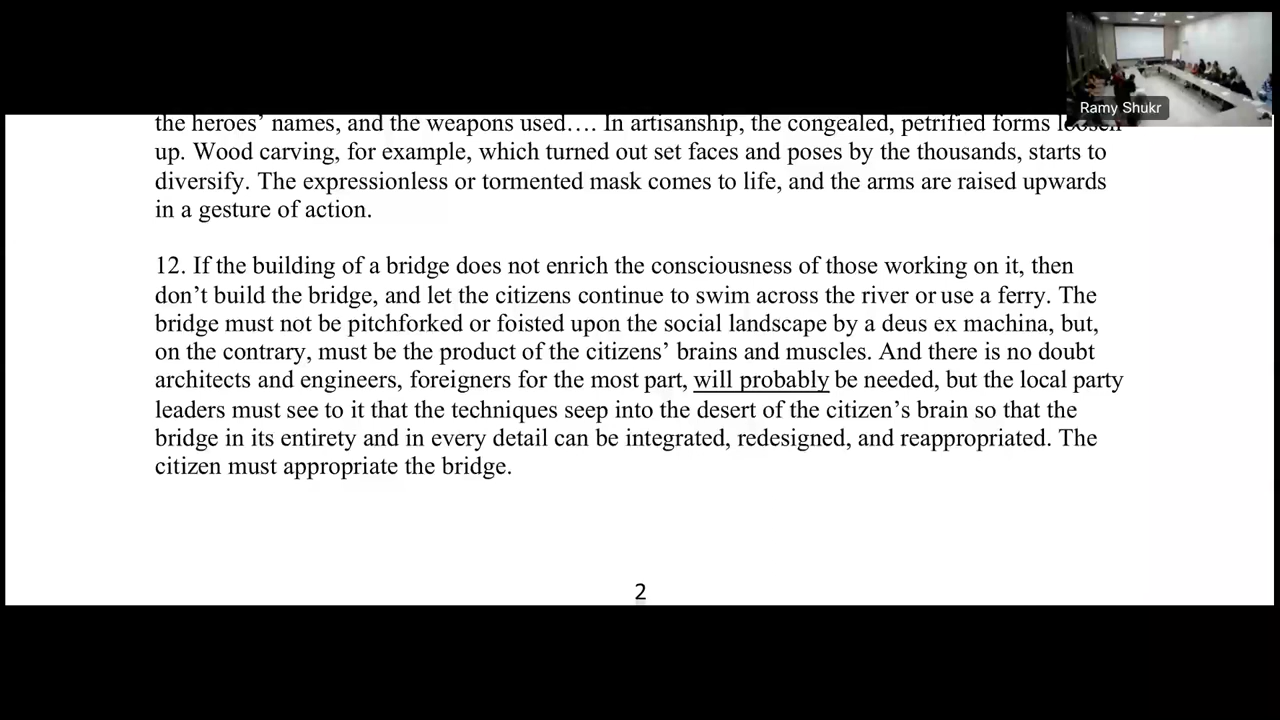 Ramy Shukr
the heroes' names, and the weapons used…. In artisanship, the congealed, petrified forms loosen
up. Wood carving, for example, which turned out set faces and poses by the thousands, starts to
diversify. The expressionless or tormented mask comes to life, and the arms are raised upwards
in a gesture of action.
12. If the building of a bridge does not enrich the consciousness of those working on it, then
don't build the bridge, and let the citizens continue to swim across the river or use a ferry. The
bridge must not be pitchforked or foisted upon the social landscape by a deus ex machina, but,
on the contrary, must be the product of the citizens' brains and muscles. And there is no doubt
architects and engineers, foreigners for the most part, will probably be needed, but the local party
leaders must see to it that the techniques seep into the desert of the citizen's brain so that the
bridge in its entirety and in every detail can be integrated, redesigned, and reappropriated. The
citizen must appropriate the bridge.
2